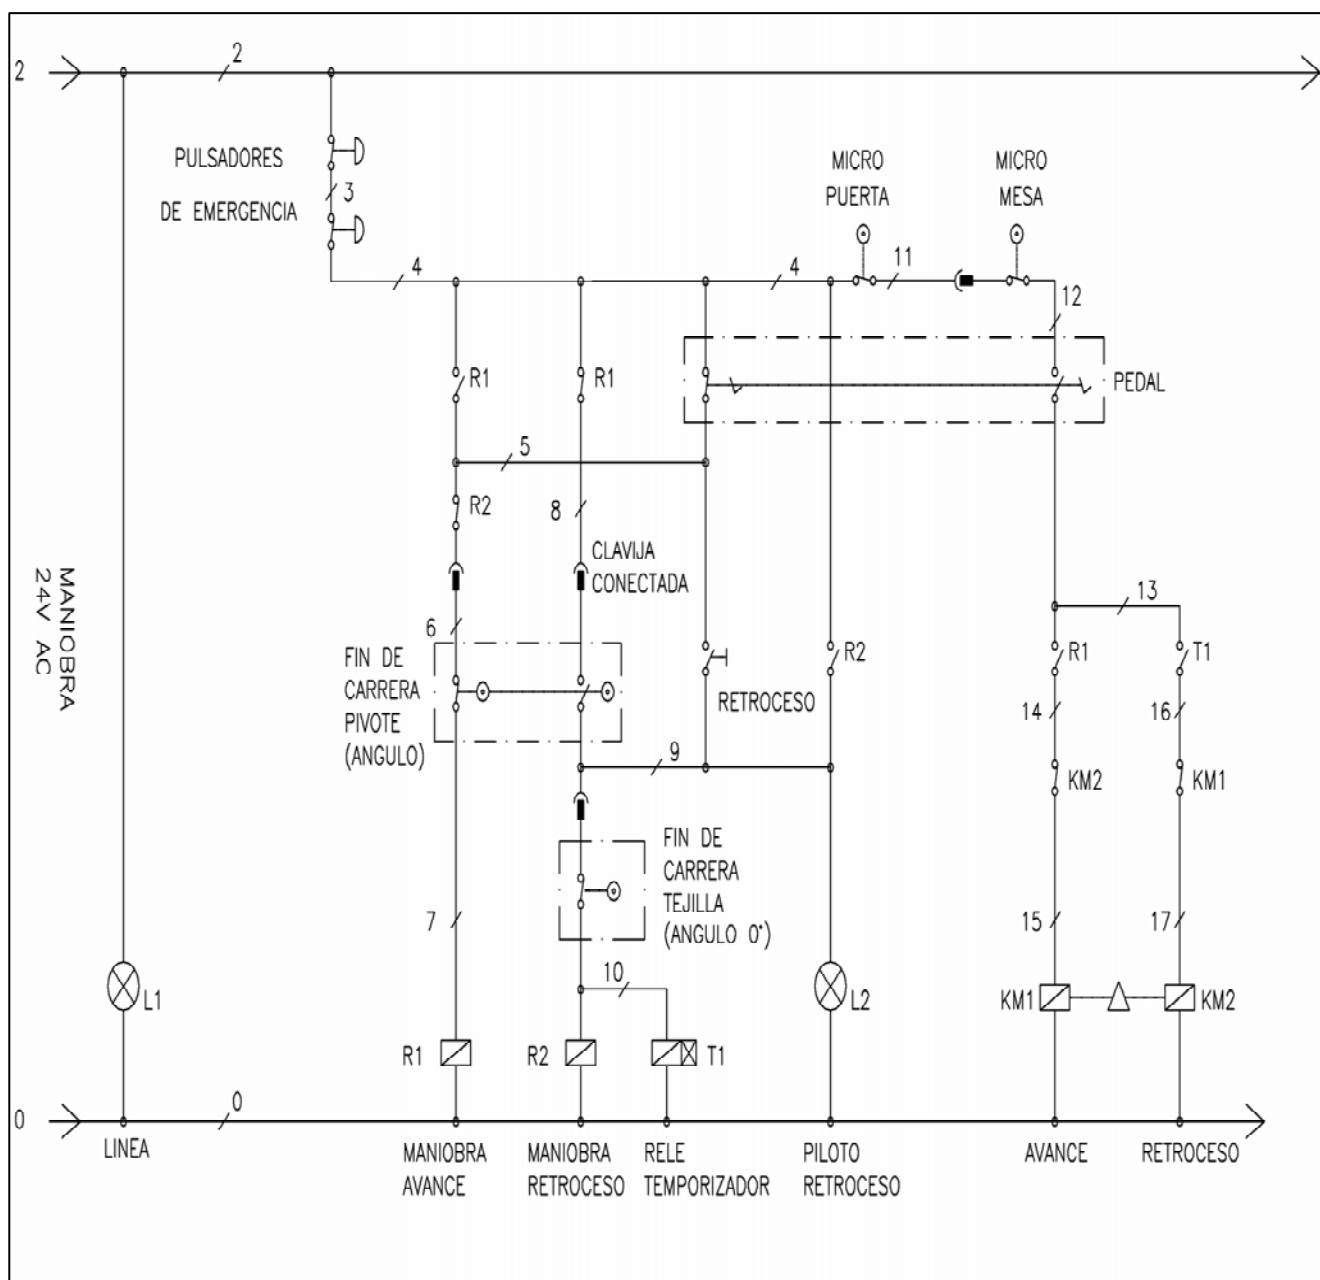 2
2
PULSADORES
DE EMERGENCIA
3
MICRO
PUERTA
MICRO
MESA
4
4
11
12
R1
R1
PEDAL
5
R2
8
CLAVIJA
CONECTADA
MANIOBRA
24V AC
6
13
FIN DE
CARRERA
PIVOTE
(ANGULO)
R2
RETROCESO
R1
T1
14
16
9
KM2
KM1
FIN DE
CARRERA
TEJILLA
(ANGULO 0°)
7
15
17
10
L1
L2
KM1
KM2
R1
R2
T1
0
0
LINEA
MANIOBRA
AVANCE
MANIOBRA
RETROCESO
RELE
TEMPORIZADOR
PILOTO
RETROCESO
AVANCE
RETROCESO